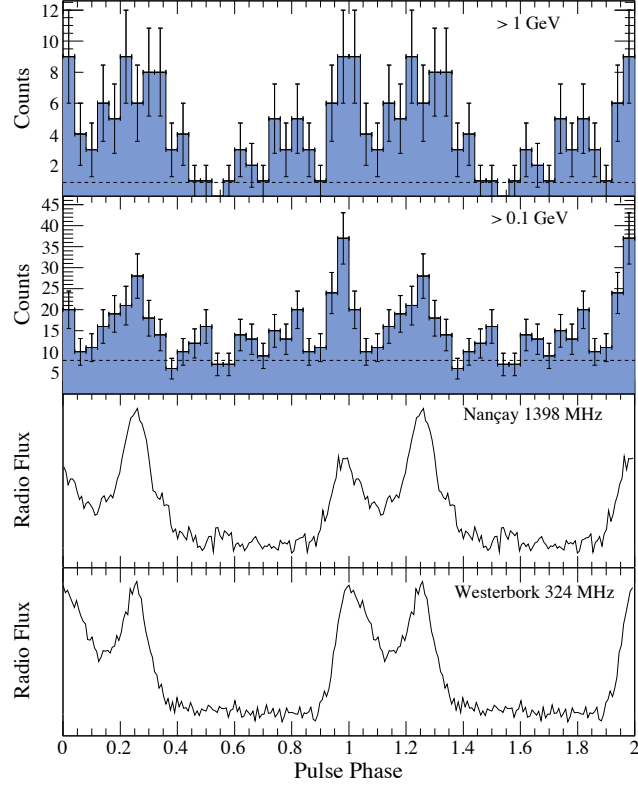 > 1 GeV
12
10
8
6
4
2
Counts
> 0.1 GeV
45
40
35
30
25
20
15
10
5
Counts
Nançay 1398 MHz
Radio Flux
Westerbork 324 MHz
Radio Flux
0 0.2 0.4 0.6 0.8 1 1.2 1.4 1.6 1.8 2
Pulse Phase